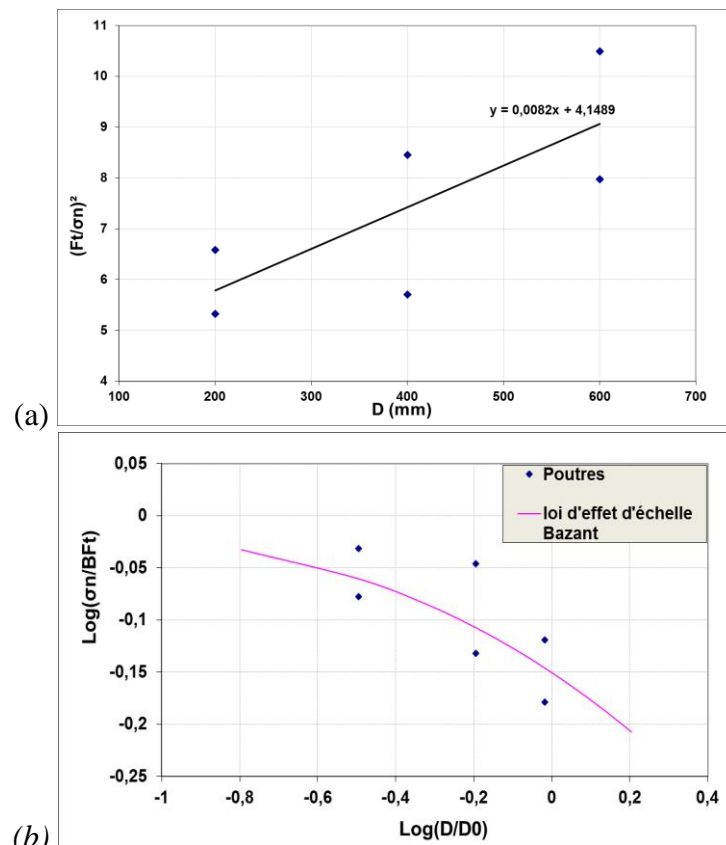 11
10
9
8
7
6
5
4
(Ft/σn)²
y = 0,0082x + 4,1489
100 200 300 400 500 600 700
D (mm)
(a)
0,05
0
-0,05
-0,1
-0,15
-0,2
-0,25
Log(σn/BFt)
Poutres
loi d'effet d'échelle
Bazant
-1 -0,8 -0,6 -0,4 -0,2 0 0,2 0,4
Log(D/D0)
(b)